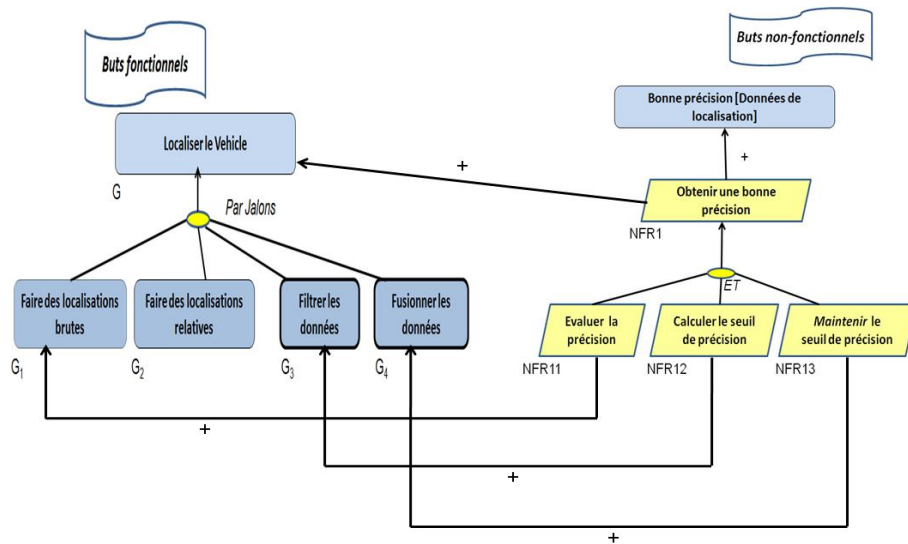 Buts fonctionnels
Buts non-fonctionnels
Bonne précision [Données de
localisation]
Localiser le Vehicle
G
+
+
Obtenir une bonne
précision
NFR1
Par Jalons
ET
Faire des localisations
brutes
G1
Faire des localisations
relatives
G2
Filtrer les
données
G3
Fusionner les
données
G4
Evaluer la
précision
NFR11
Calculer le seuil
de précision
NFR12
Maintenir le
seuil de précision
NFR13
+
+
+